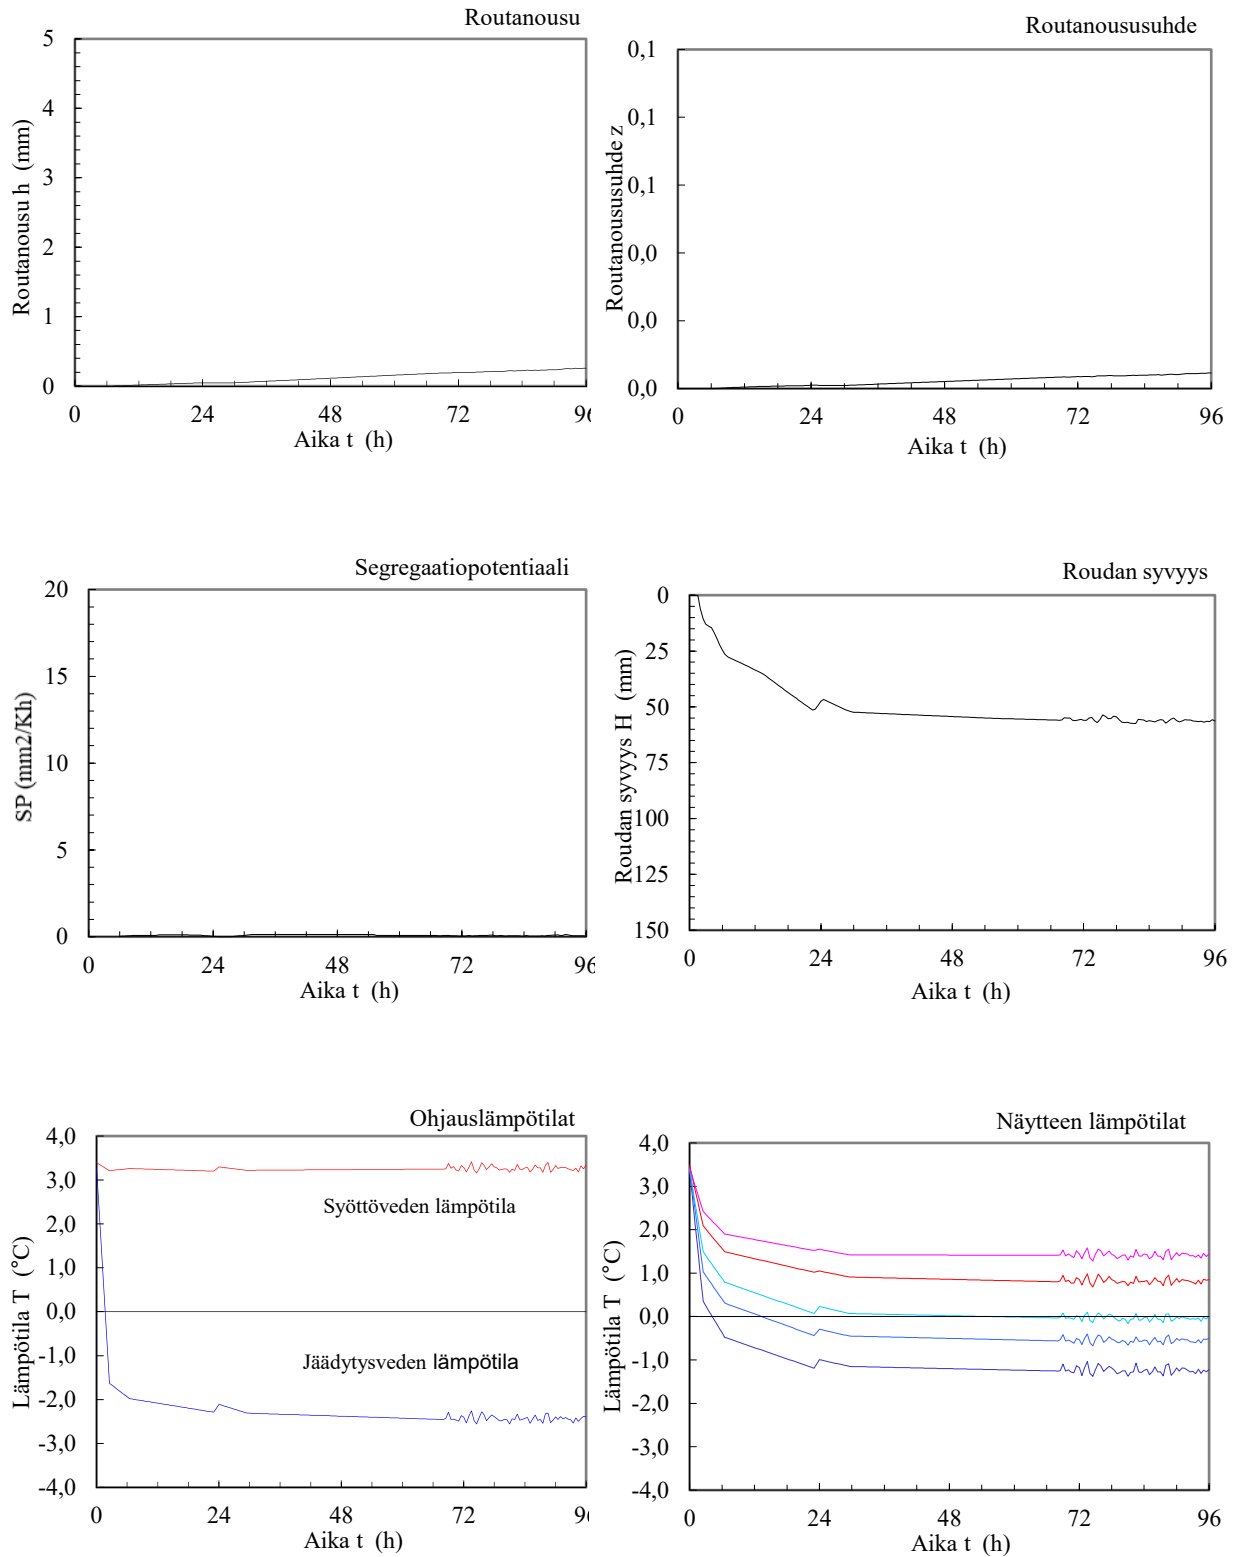 Routanousu
5
4
3
2
1
0
Routanousu h (mm)
0 24 48 72 96
Aika t (h)
Routanoususuhde
0,1
0,1
0,1
0,0
0,0
0,0
Routanoususuhde z
0 24 48 72 96
Aika t (h)
Segregaatiopotentiaali
20
15
10
5
0
SP (mm2/Kh)
0 24 48 72 96
Aika t (h)
Roudan syvyys
0
25
50
75
100
125
150
Roudan syvyys H (mm)
0 24 48 72 96
Aika t (h)
Ohjauslämpötilat
4,0
3,0
2,0
1,0
0,0
-1,0
-2,0
-3,0
-4,0
Lämpötila T (°C)
Syöttöveden lämpötila
Jäädytysveden lämpötila
0 24 48 72 96
Aika t (h)
Näytteen lämpötilat
4,0
3,0
2,0
1,0
0,0
-1,0
-2,0
-3,0
-4,0
Lämpötila T (°C)
0 24 48 72 96
Aika t (h)